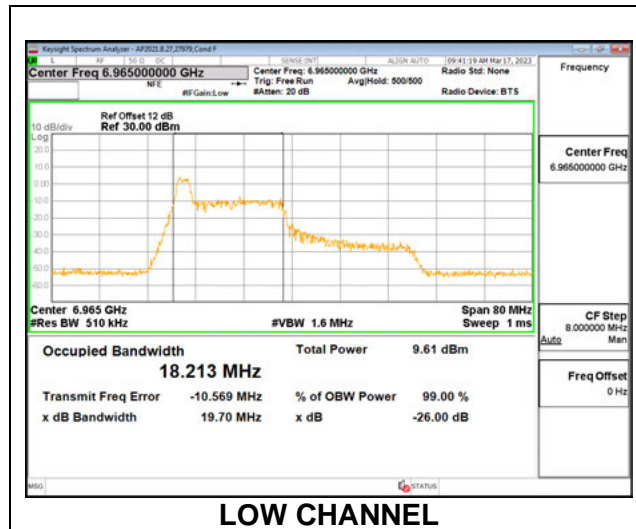 Keysight Spectrum Analyzer - AP2021.8.27,27979,Cond F
L RF 50 Ω DC SENSE:INT ALIGN AUTO 09:41:19 AM Mar 17, 2023
Center Freq 6.965000000 GHz Center Freq: 6.965000000 GHz Radio Std: None Frequency
NFE Trig: Free Run Avg|Hold: 500/500
#IFGain:Low #Atten: 20 dB Radio Device: BTS
Ref Offset 12 dB
10 dB/div Ref 30.00 dBm
Log
20.0
10.0
0.00
-10.0
-20.0
-30.0
-40.0
-50.0
-60.0
Center Freq
6.965000000 GHz
Center 6.965 GHz Span 80 MHz
#Res BW 510 kHz #VBW 1.6 MHz Sweep 1 ms
CF Step
8.000000 MHz
Auto Man
Occupied Bandwidth Total Power 9.61 dBm
18.213 MHz
Transmit Freq Error -10.569 MHz % of OBW Power 99.00 %
x dB Bandwidth 19.70 MHz x dB -26.00 dB
Freq Offset
0 Hz
MSG STATUS
LOW CHANNEL